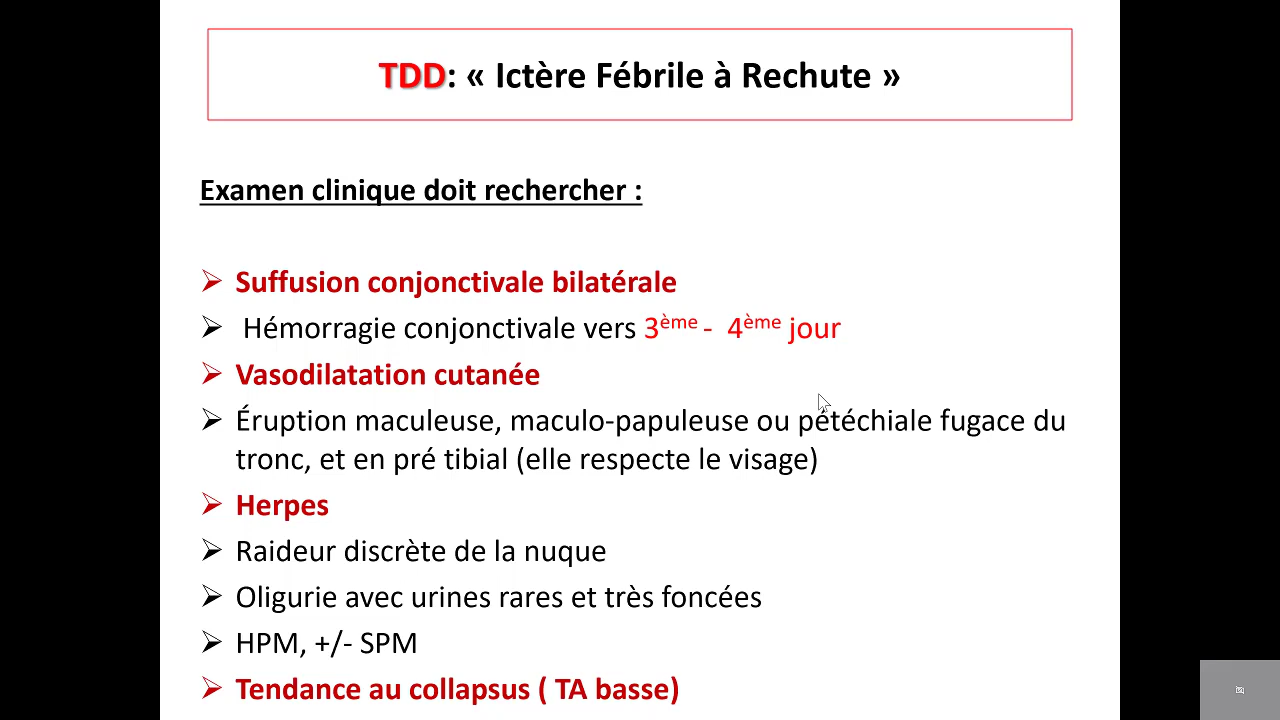 TDD: « Ictère Fébrile à Rechute »
Examen clinique doit rechercher :
Suffusion conjonctivale bilatérale
Hémorragie conjonctivale vers 3ème - 4ème jour
Vasodilatation cutanée
Éruption maculeuse, maculo-papuleuse ou pétéchiale fugace du
tronc, et en pré tibial (elle respecte le visage)
Herpes
Raideur discrète de la nuque
Oligurie avec urines rares et très foncées
HPM, +/- SPM
Tendance au collapsus ( TA basse)